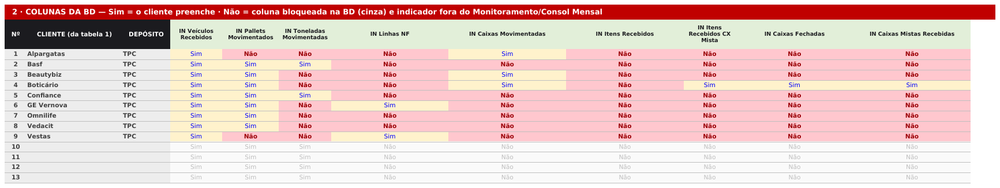 2 · COLUNAS DA BD — Sim = o cliente preenche · Não = coluna bloqueada na BD (cinza) e indicador fora do Monitoramento/Consol Mensal
Nº CLIENTE (da tabela 1) DEPÓSITO IN Veículos Recebidos IN Pallets Movimentados IN Toneladas Movimentadas IN Linhas NF IN Caixas Movimentadas IN Itens Recebidos IN Itens Recebidos CX Mista IN Caixas Fechadas IN Caixas Mistas Recebidas
1 Alpargatas TPC Sim Não Não Não Sim Não Não Não Não
2 Basf TPC Sim Sim Sim Não Não Não Não Não Não
3 Beautybiz TPC Sim Sim Não Não Sim Não Não Não Não
4 Boticário TPC Sim Sim Não Não Sim Não Sim Sim Sim
5 Confiance TPC Sim Sim Sim Não Não Não Não Não Não
6 GE Vernova TPC Sim Sim Não Sim Não Não Não Não Não
7 Omnilife TPC Sim Sim Não Não Não Não Não Não Não
8 Vedacit TPC Sim Sim Não Não Não Não Não Não Não
9 Vestas TPC Sim Não Não Sim Não Não Não Não Não
10 Sim Sim Sim Não Não Não Não Não Não
11 Sim Sim Sim Não Não Não Não Não Não
12 Sim Sim Sim Não Não Não Não Não Não
13 Sim Sim Sim Não Não Não Não Não Não